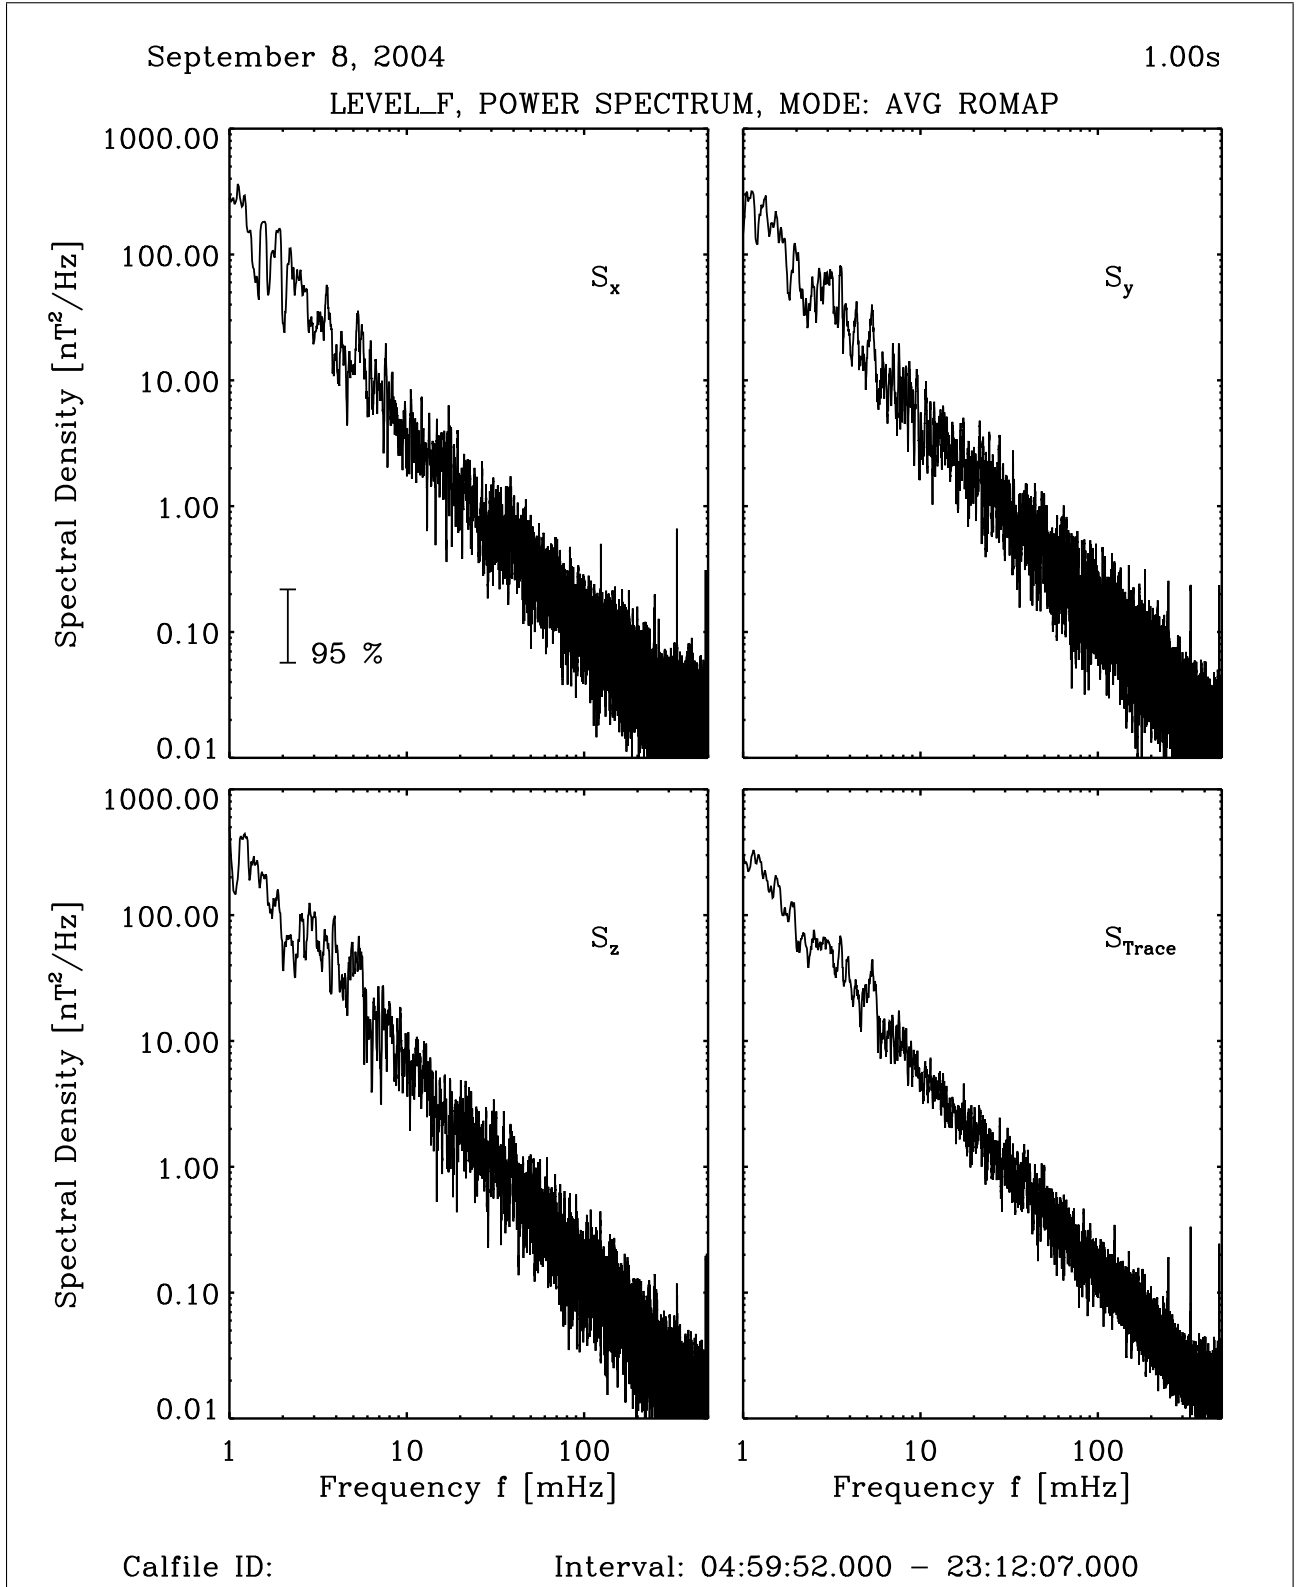 September 8, 2004 1.00s
LEVEL_F, POWER SPECTRUM, MODE: AVG ROMAP
1000.00
100.00
10.00
1.00
0.10
0.01
Spectral Density [nT²/Hz]
95 %
Sx
Sy
1000.00
100.00
10.00
1.00
0.10
0.01
Spectral Density [nT²/Hz]
Sz
STrace
1 10 100
1 10 100
Frequency f [mHz] Frequency f [mHz]
Calfile ID: Interval: 04:59:52.000 – 23:12:07.000